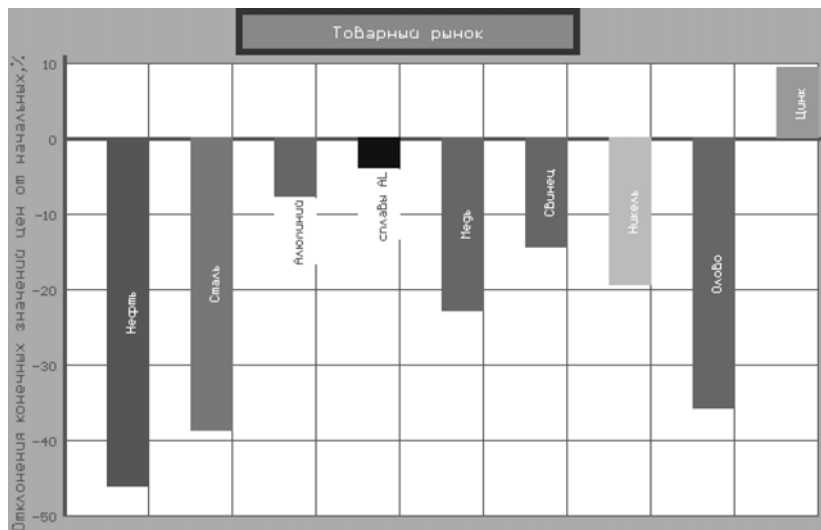 Товарный рынок
Отклонения конечных значений цен от начальных,%
10
0
-10
-20
-30
-40
-50
Нефть
Сталь
Алюминий
сплавы AL
Медь
Свинец
Никель
Олово
Цинк